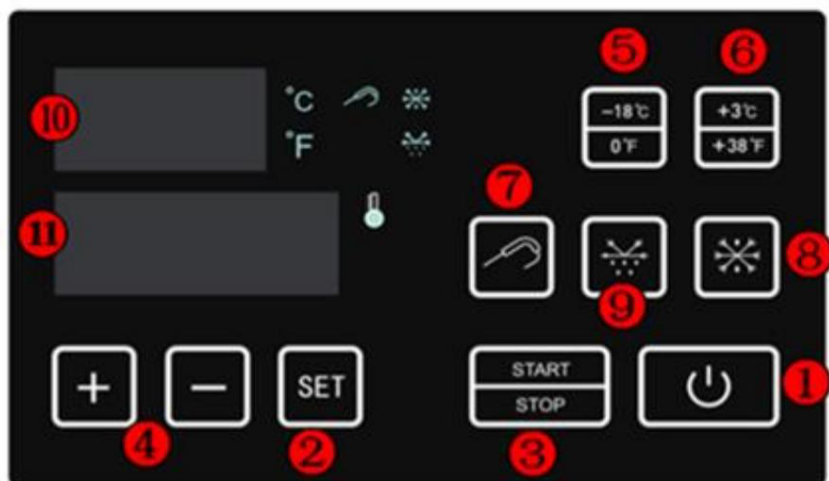 5 6
-18°C +3°C
10 °C
0°F +38°F
°F
7
11
8
9
START
+ - SET
STOP
1
4 2 3